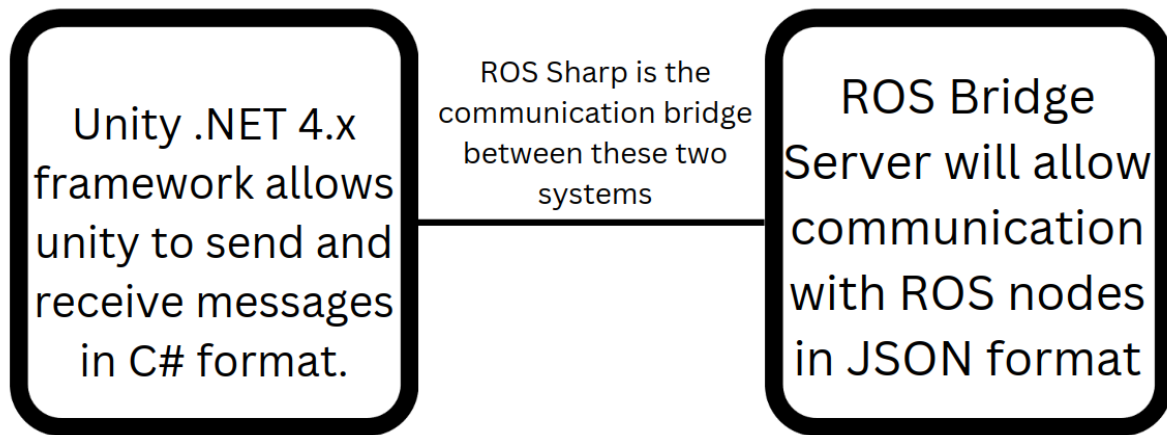 Unity .NET 4.x
framework allows
unity to send and
receive messages
in C# format.
ROS Sharp is the
communication bridge
between these two
systems
ROS Bridge
Server will allow
communication
with ROS nodes
in JSON format